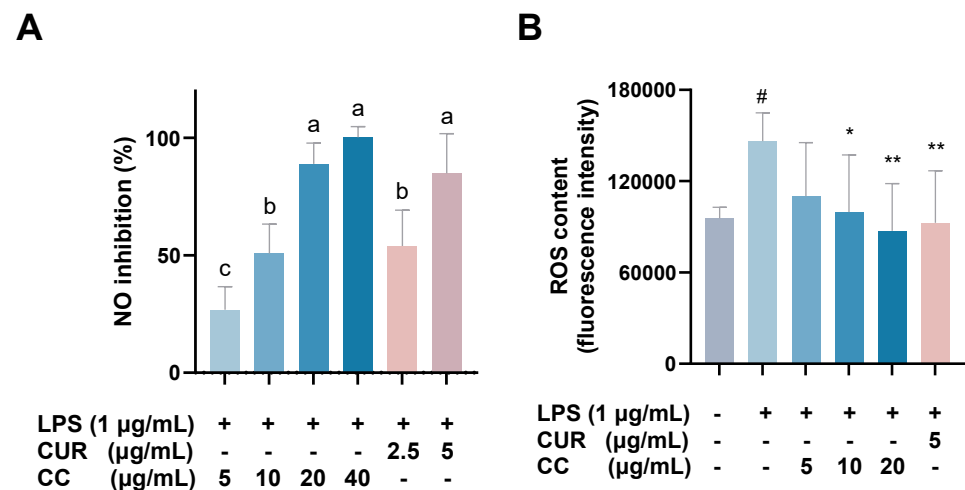 A
NO inhibition (%)
100
50
0
c
b
a
a
b
a
LPS (1 µg/mL) + + + + + +
CUR (µg/mL) - - - - 2.5 5
CC (µg/mL) 5 10 20 40 - -
B
ROS content
(fluorescence intensity)
180000
120000
60000
0
#
*
**
**
LPS (1 µg/mL) - + + + + +
CUR (µg/mL) - - - - - 5
CC (µg/mL) - - 5 10 20 -